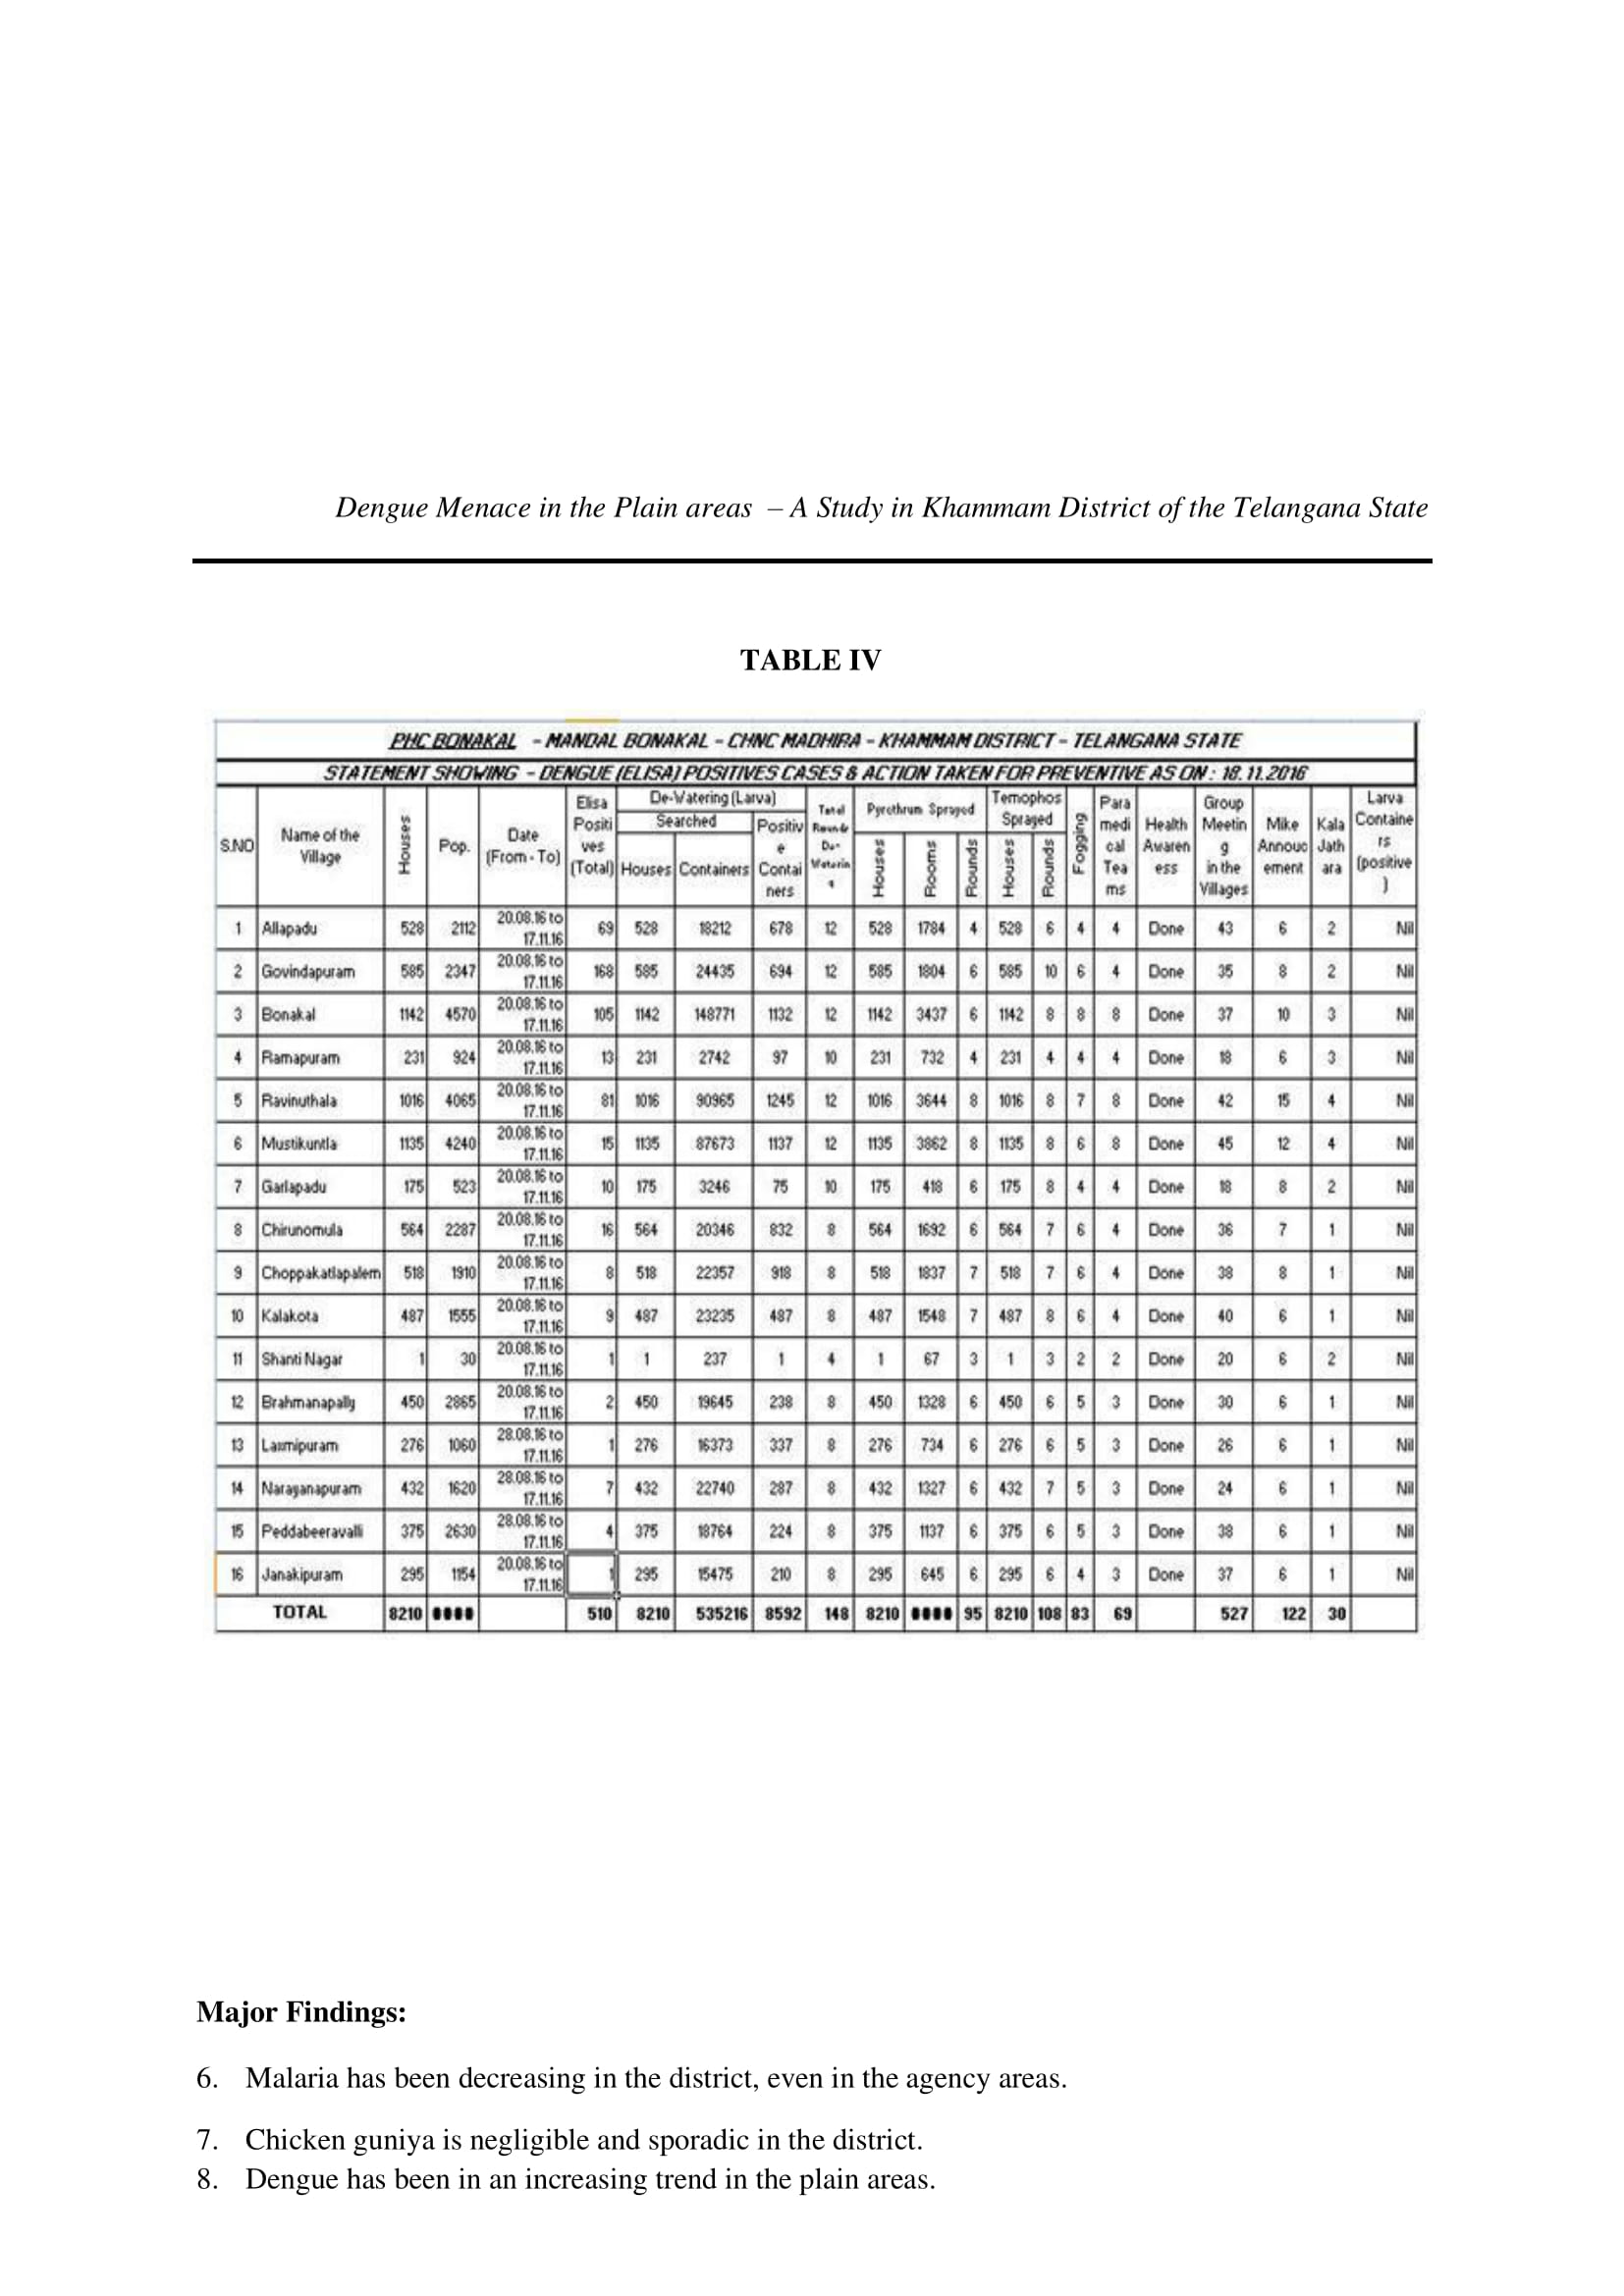 Dengue Menace in the Plain areas – A Study in Khammam District of the Telangana State
TABLE IV
PHC BONAKAL - MANDAL BONAKAL - CHNC MADHIRA - KHAMMAM DISTRICT - TELANGANA STATE
STATEMENT SHOWING - DENGUE (ELISA) POSITIVES CASES & ACTION TAKEN FOR PREVENTIVE AS ON : 18.11.2016
S.NO Name of the Village Houses Pop. Date (From - To) Elisa Positi ves (Total) De-Watering (Larva) Searched Houses Containers Positiv e Contai ners Total Rounds De-Waterin g Pyrethrum Sprayed Houses Rooms Rounds Temophos Sprayed Houses Rounds Fogging Para medi cal Tea ms Health Awaren ess Group Meetin g in the Villages Mike Annouc ement Kala Jath ara Larva Containe rs (positive )
1 Allapadu 528 2112 20.08.16 to 17.11.16 69 528 18212 678 12 528 1784 4 528 6 4 4 Done 43 6 2 Nil
2 Govindapuram 585 2347 20.08.16 to 17.11.16 168 585 24435 694 12 585 1804 6 585 10 6 4 Done 35 8 2 Nil
3 Bonakal 1142 4570 20.08.16 to 17.11.16 105 1142 148771 1132 12 1142 3437 6 1142 8 8 8 Done 37 10 3 Nil
4 Ramapuram 231 924 20.08.16 to 17.11.16 13 231 2742 97 10 231 732 4 231 4 4 4 Done 18 6 3 Nil
5 Ravinuthala 1016 4065 20.08.16 to 17.11.16 81 1016 90965 1245 12 1016 3644 8 1016 8 7 8 Done 42 15 4 Nil
6 Mustikuntla 1135 4240 20.08.16 to 17.11.16 15 1135 87673 1137 12 1135 3862 8 1135 8 6 8 Done 45 12 4 Nil
7 Garlapadu 175 523 20.08.16 to 17.11.16 10 175 3246 75 10 175 418 6 175 8 4 4 Done 18 8 2 Nil
8 Chirunomula 564 2287 20.08.16 to 17.11.16 16 564 20346 832 8 564 1692 6 564 7 6 4 Done 36 7 1 Nil
9 Choppakatlapalem 518 1910 20.08.16 to 17.11.16 8 518 22357 918 8 518 1837 7 518 7 6 4 Done 38 8 1 Nil
10 Kalakota 487 1555 20.08.16 to 17.11.16 9 487 23235 487 8 487 1548 7 487 8 6 4 Done 40 6 1 Nil
11 Shanti Nagar 1 30 20.08.16 to 17.11.16 1 1 237 1 4 1 67 3 1 3 2 2 Done 20 6 2 Nil
12 Brahmanapally 450 2865 20.08.16 to 17.11.16 2 450 19645 238 8 450 1328 6 450 6 5 3 Done 30 6 1 Nil
13 Laxmipuram 276 1060 28.08.16 to 17.11.16 1 276 16373 337 8 276 734 6 276 6 5 3 Done 26 6 1 Nil
14 Narayanapuram 432 1620 28.08.16 to 17.11.16 7 432 22740 287 8 432 1327 6 432 7 5 3 Done 24 6 1 Nil
15 Peddabeeravalli 375 2630 28.08.16 to 17.11.16 4 375 18764 224 8 375 1137 6 375 6 5 3 Done 38 6 1 Nil
16 Janakipuram 295 1154 20.08.16 to 17.11.16 1 295 15475 210 8 295 645 6 295 6 4 3 Done 37 6 1 Nil
TOTAL 8210 #### 510 8210 535216 8592 148 8210 #### 95 8210 108 83 69 527 122 30
Major Findings:
6. Malaria has been decreasing in the district, even in the agency areas.
7. Chicken guniya is negligible and sporadic in the district.
8. Dengue has been in an increasing trend in the plain areas.